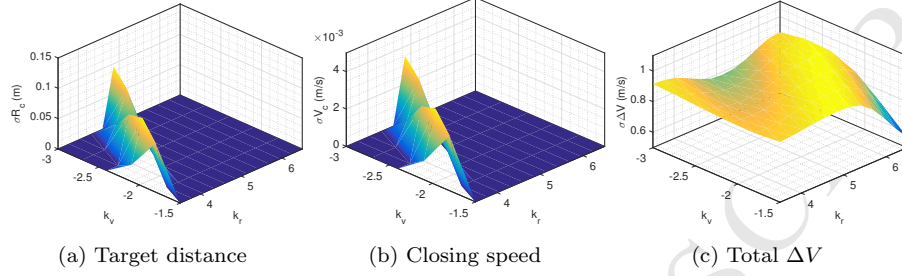 0.15
0.1
0.05
0
σR_c (m)
-3
-2.5
-2
-1.5
k_v
4
5
6
k_r
(a) Target distance
×10^-3
4
2
0
σV_c (m/s)
-3
-2.5
-2
-1.5
k_v
4
5
6
k_r
(b) Closing speed
1
0.8
0.6
σΔV (m/s)
-3
-2.5
-2
-1.5
k_v
4
5
6
k_r
(c) Total ΔV